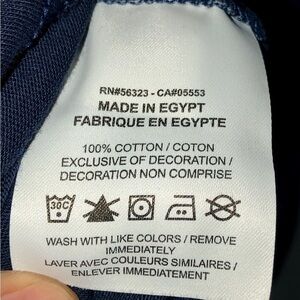 RN#56323 - CA#05553
MADE IN EGYPT
FABRIQUE EN EGYPTE
100% COTTON / COTON
EXCLUSIVE OF DECORATION /
DECORATION NON COMPRISE
30C
WASH WITH LIKE COLORS / REMOVE
IMMEDIATELY
LAVER AVEC COULEURS SIMILAIRES /
ENLEVER IMMEDIATEMENT